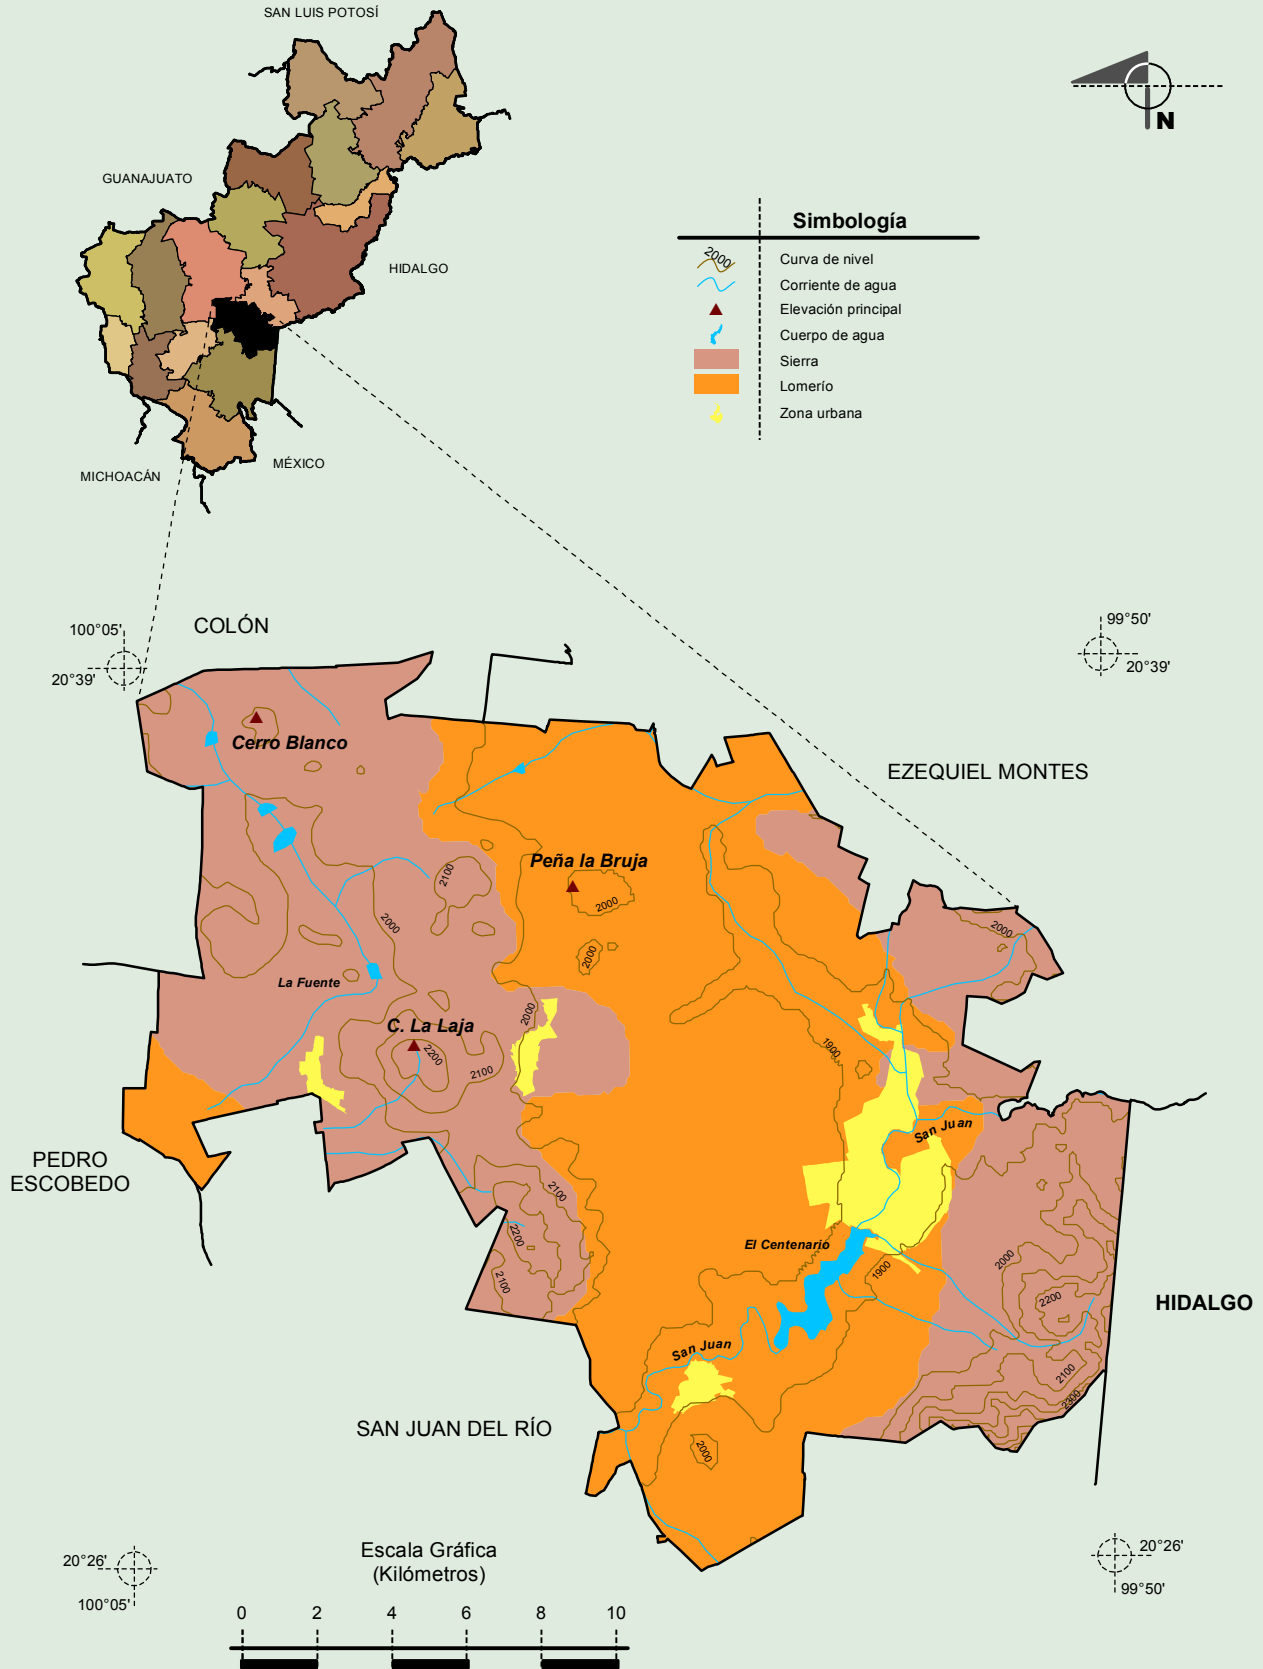 SAN LUIS POTOSÍ
GUANAJUATO
HIDALGO
MICHOACÁN
MÉXICO
N
Simbología
2000
Curva de nivel
Corriente de agua
Elevación principal
Cuerpo de agua
Sierra
Lomerío
Zona urbana
100°05'
20°39'
COLÓN
99°50'
20°39'
EZEQUIEL MONTES
Cerro Blanco
Peña la Bruja
2100
2000
2000
2000
2000
La Fuente
C. La Laja
2000
2200
2100
1900
San Juan
PEDRO
ESCOBEDO
2100
2200
2100
El Centenario
1900
2000
2200
HIDALGO
San Juan
2100
2300
SAN JUAN DEL RÍO
2000
20°26'
100°05'
Escala Gráfica
(Kilómetros)
0 2 4 6 8 10
20°26'
99°50'